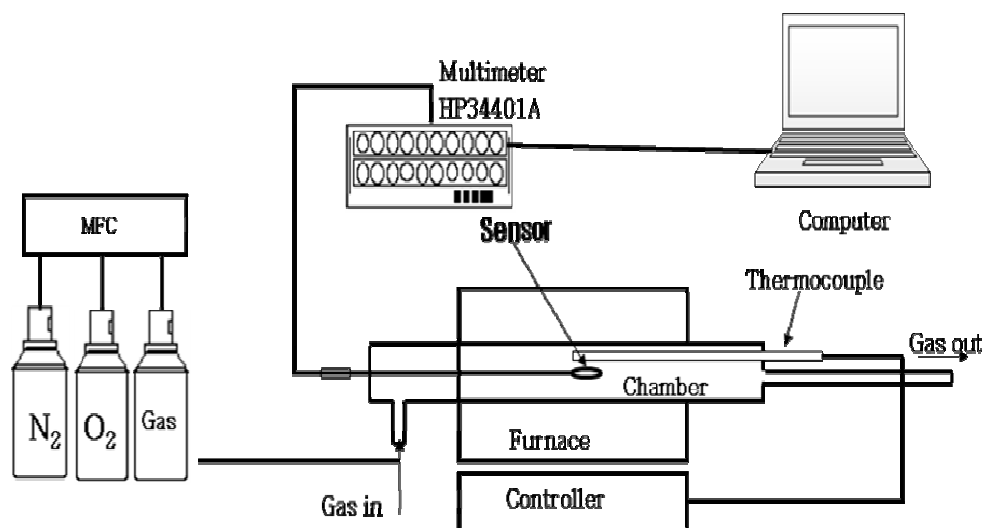 Multimeter
HP34401A
Computer
MFC
Sensor
Thermocouple
Gas out
N2
O2
Gas
Chamber
Furnace
Gas in
Controller